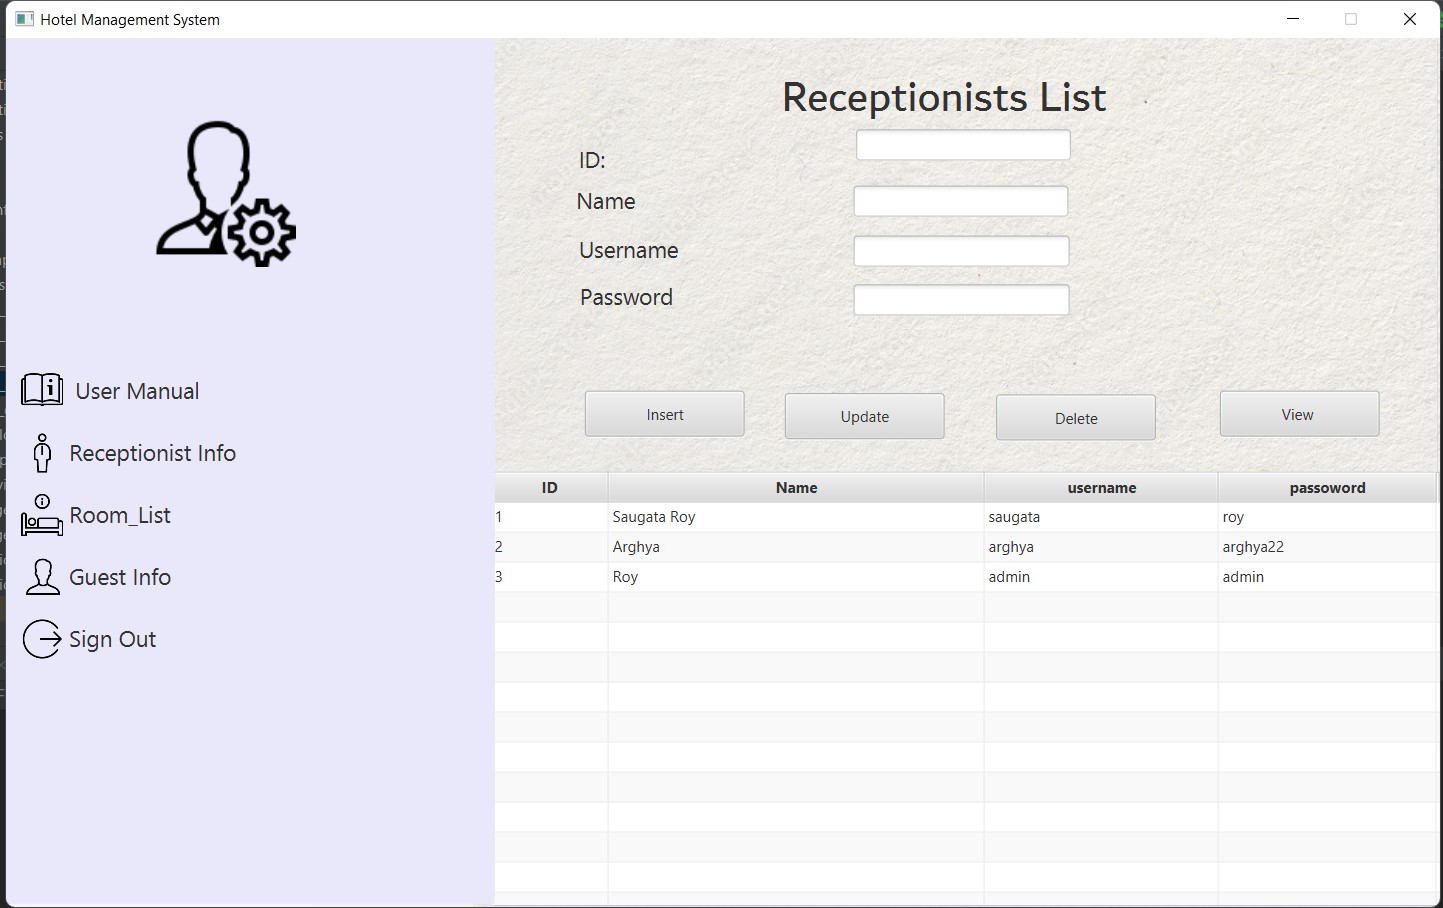 Hotel Management System
Receptionists List
ID:
Name
Username
Password
Insert Update Delete View
User Manual
Receptionist Info
Room_List
Guest Info
Sign Out
ID Name username passoword
1 Saugata Roy saugata roy
2 Arghya arghya arghya22
3 Roy admin admin